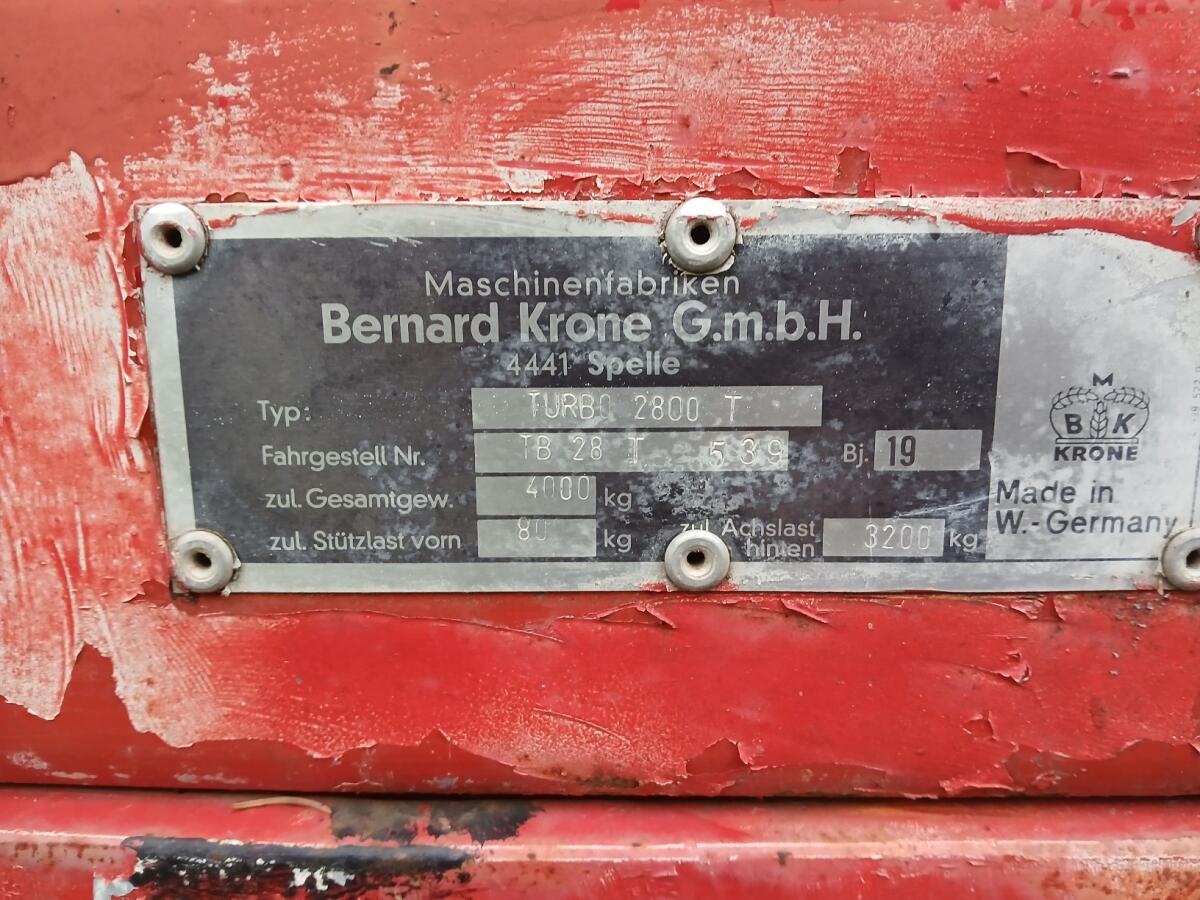 Maschinenfabriken
Bernard Krone G.m.b.H.
4441 Spelle
Typ: TURBO 2800 T
Fahrgestell Nr. TB 28 T 539 Bj. 19
zul. Gesamtgew. 4000 kg
zul. Stützlast vorn 80 kg zul. Achslast hinten 3200 kg
M
B K
KRONE
Made in
W.-Germany